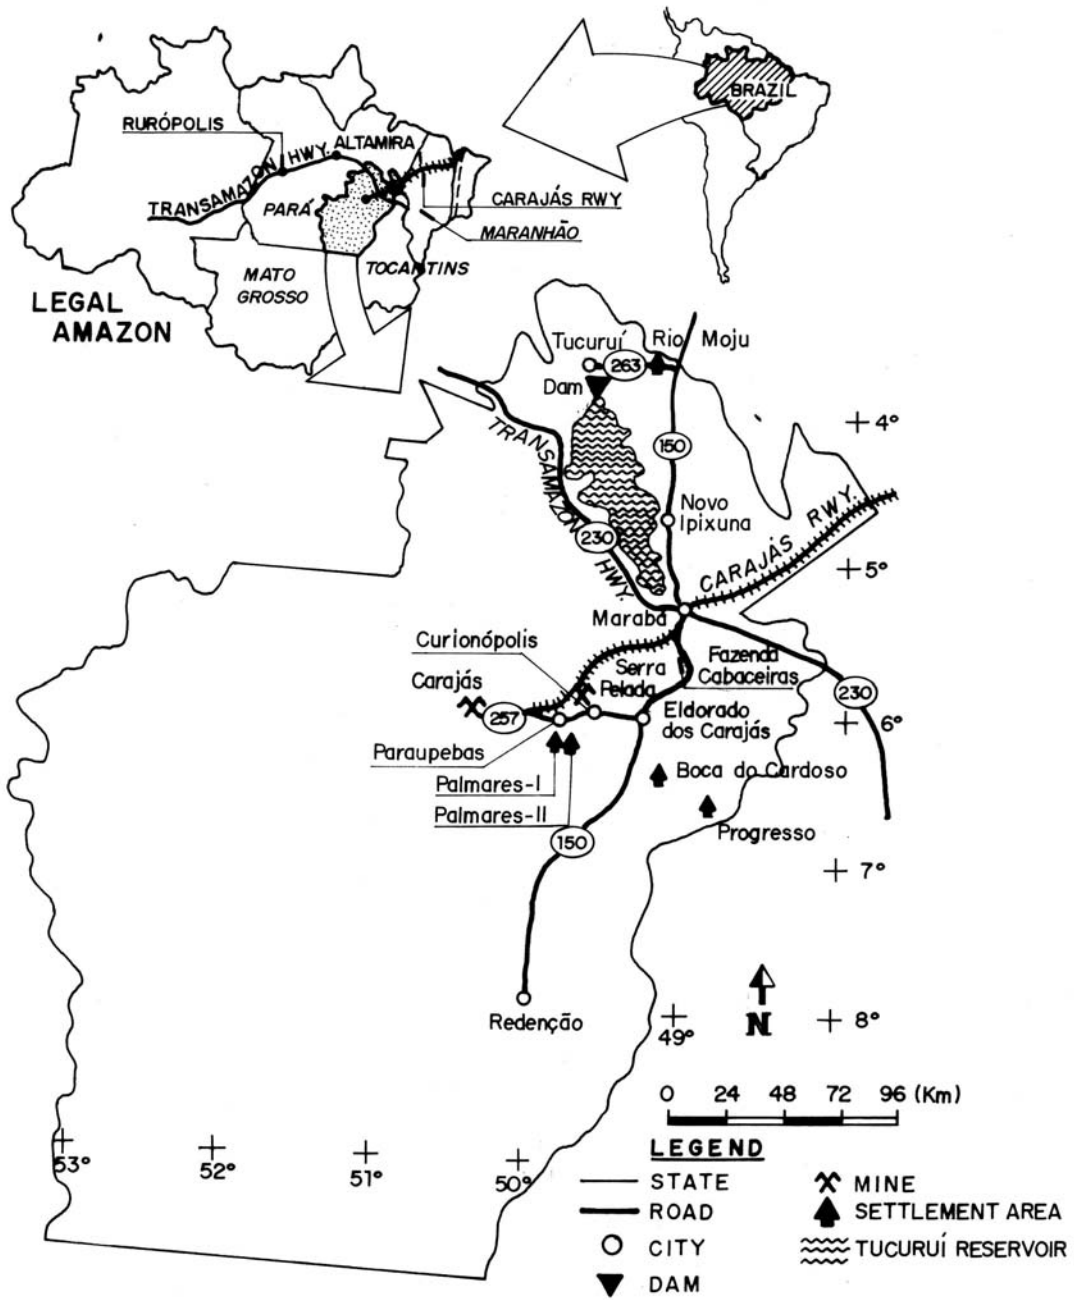 BRAZIL
RURÓPOLIS
ALTAMIRA
TRANSAMAZON HWY.
PARÁ
CARAJÁS RWY
MARANHÃO
TOCANTINS
MATO
GROSSO
LEGAL
AMAZON
Tucuruí
Rio Moju
263
Dam
4°
TRANSAMAZON HWY.
150
Novo
Ipixuna
230
CARAJÁS RWY.
5°
Marabá
Curionópolis
Serra
Pelada
Fazenda
Cabaceiras
Carajás
257
230
Eldorado
dos Carajás
6°
Paraupebas
Palmares-I
Boca do Cardoso
Palmares-II
Progresso
150
7°
Redenção
49°
N
8°
0 24 48 72 96 (Km)
53°
52°
51°
50°
LEGEND
STATE
ROAD
CITY
DAM
MINE
SETTLEMENT AREA
TUCURUÍ RESERVOIR